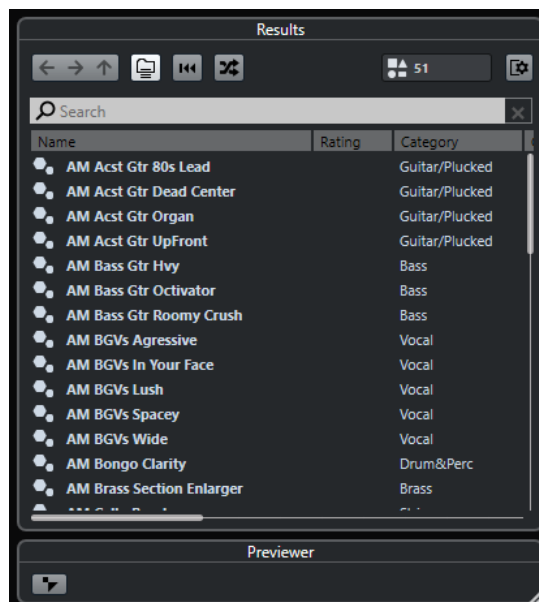 Results
51
Search
Name Rating Category
AM Acst Gtr 80s Lead Guitar/Plucked
AM Acst Gtr Dead Center Guitar/Plucked
AM Acst Gtr Organ Guitar/Plucked
AM Acst Gtr UpFront Guitar/Plucked
AM Bass Gtr Hvy Bass
AM Bass Gtr Octivator Bass
AM Bass Gtr Roomy Crush Bass
AM BGVs Agressive Vocal
AM BGVs In Your Face Vocal
AM BGVs Lush Vocal
AM BGVs Spacey Vocal
AM BGVs Wide Vocal
AM Bongo Clarity Drum&Perc
AM Brass Section Enlarger Brass
Previewer